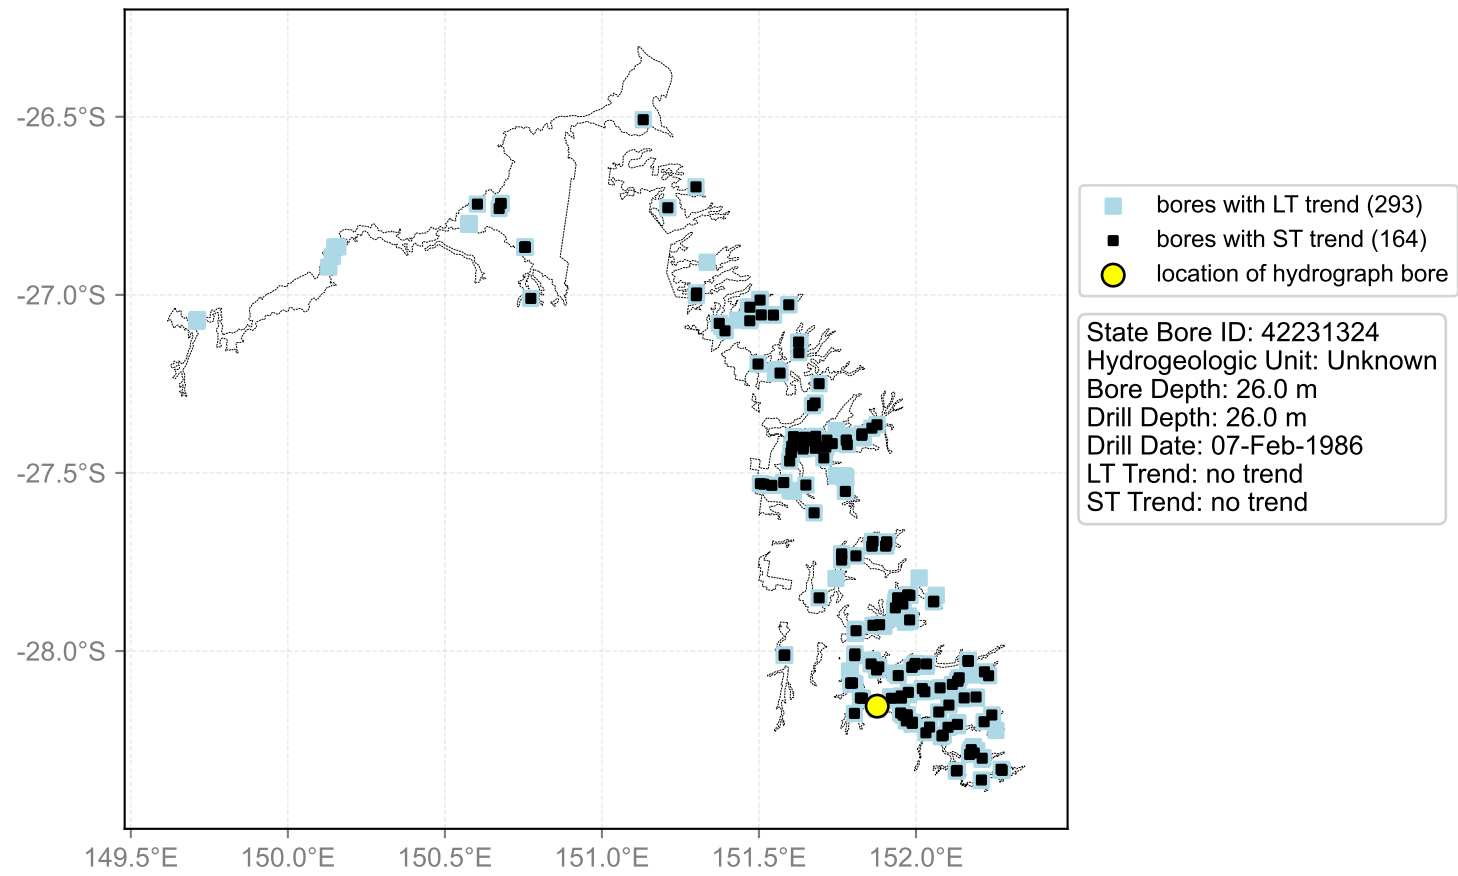 -26.5°S
-27.0°S
-27.5°S
-28.0°S
149.5°E 150.0°E 150.5°E 151.0°E 151.5°E 152.0°E
bores with LT trend (293)
bores with ST trend (164)
location of hydrograph bore
State Bore ID: 42231324
Hydrogeologic Unit: Unknown
Bore Depth: 26.0 m
Drill Depth: 26.0 m
Drill Date: 07-Feb-1986
LT Trend: no trend
ST Trend: no trend